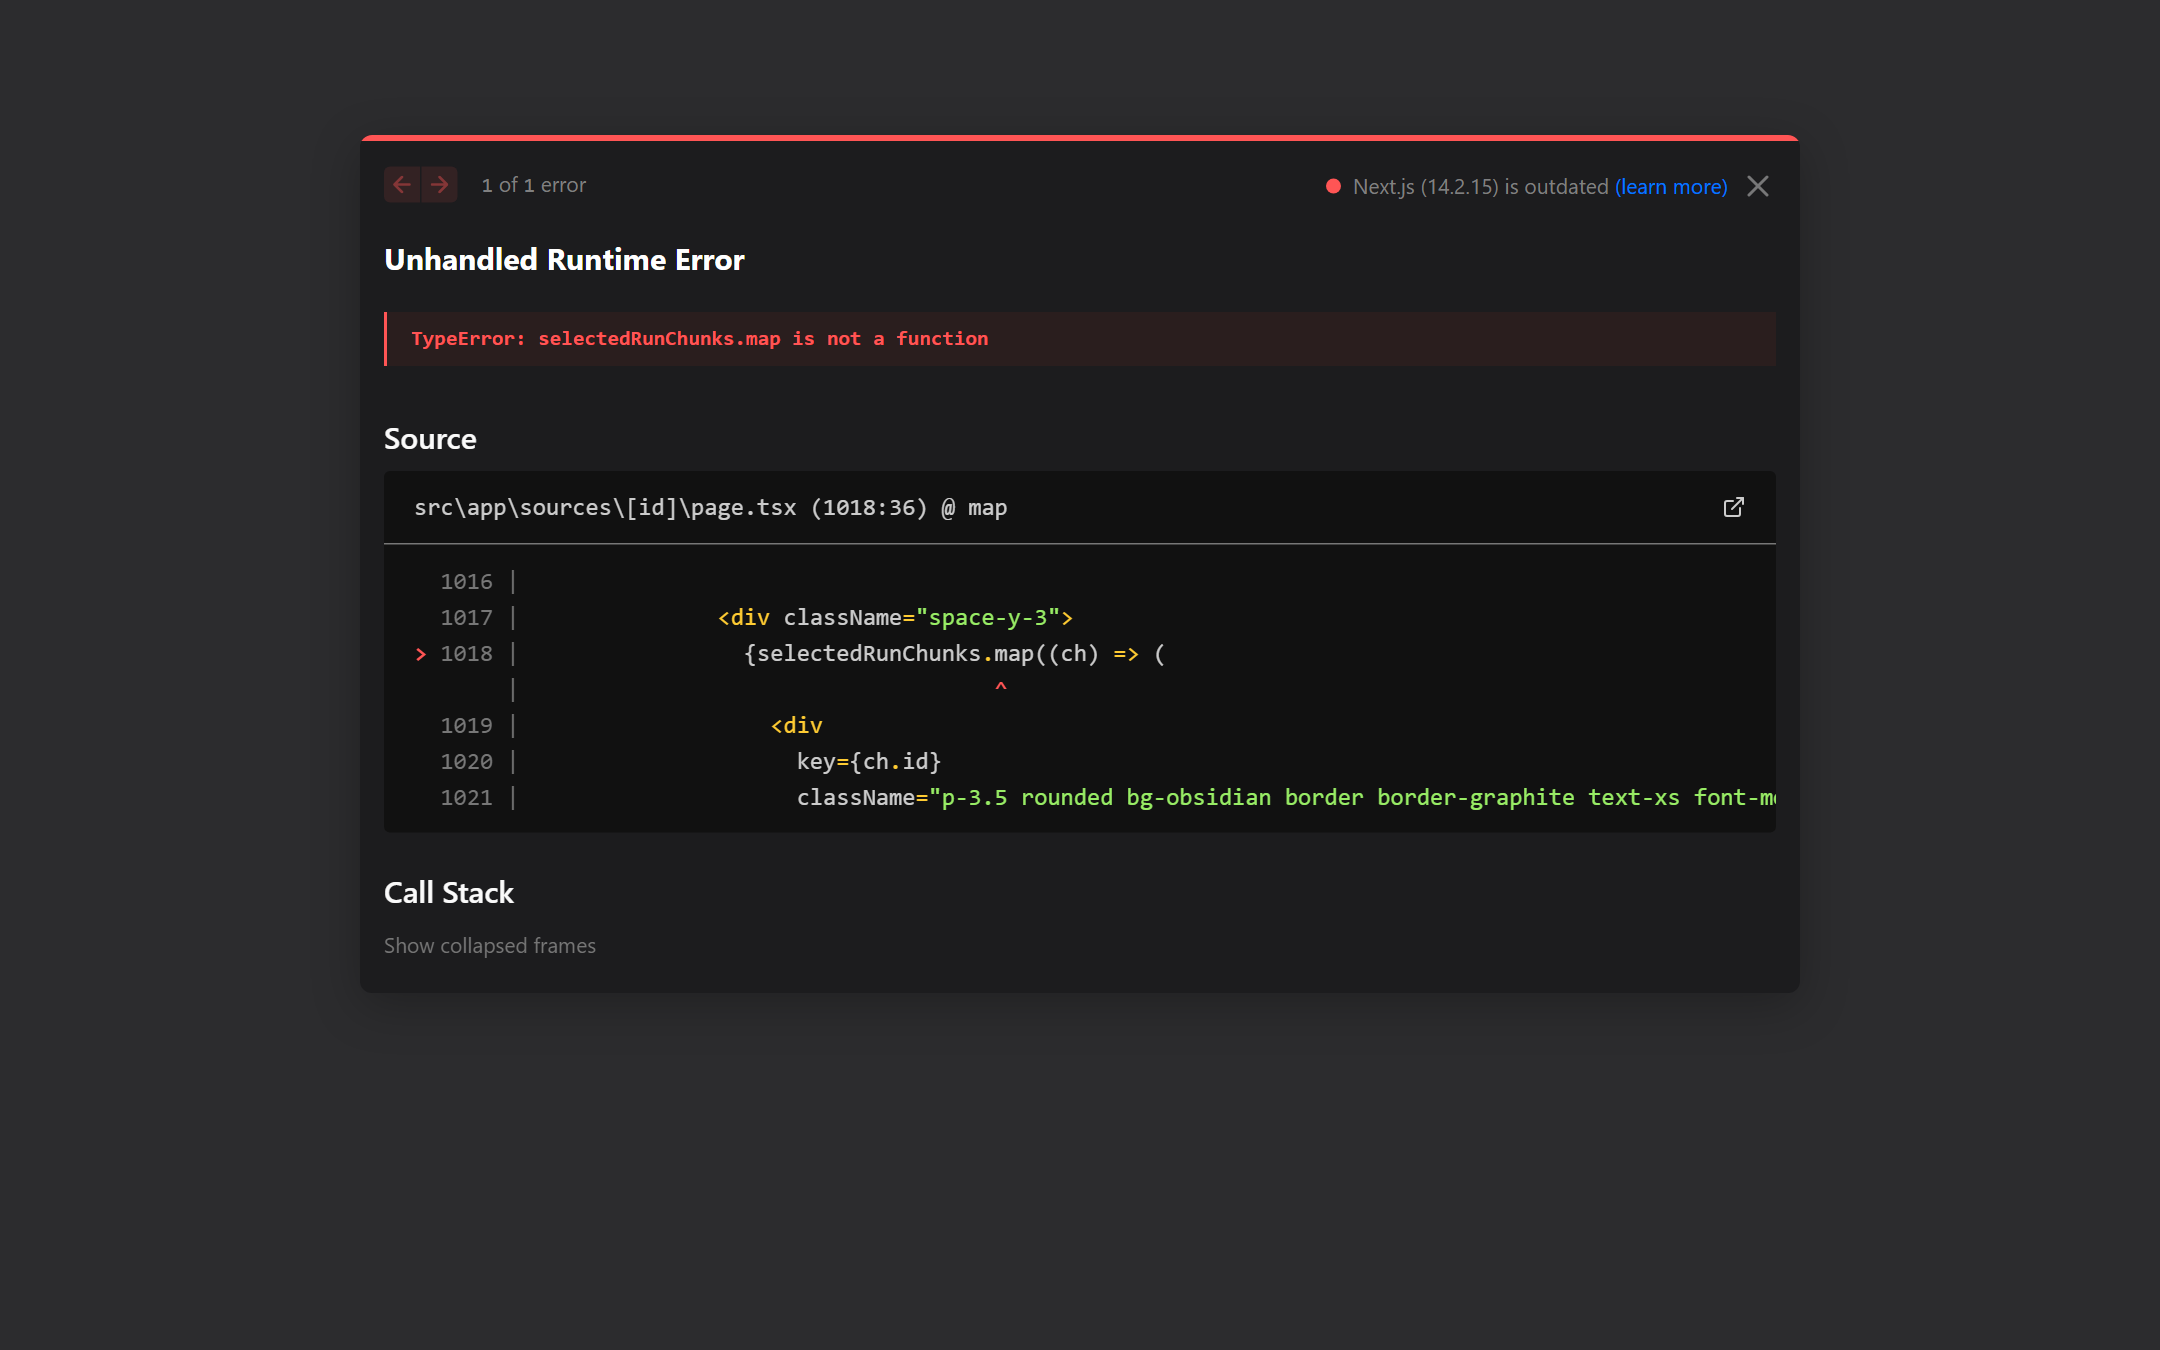 1 of 1 error
Next.js (14.2.15) is outdated (learn more)
Unhandled Runtime Error
TypeError: selectedRunChunks.map is not a function
Source
src\app\sources\[id]\page.tsx (1018:36) @ map
1016 |
1017 | <div className="space-y-3">
> 1018 | {selectedRunChunks.map((ch) => (
| ^
1019 | <div
1020 | key={ch.id}
1021 | className="p-3.5 rounded bg-obsidian border border-graphite text-xs
Call Stack
Show collapsed frames